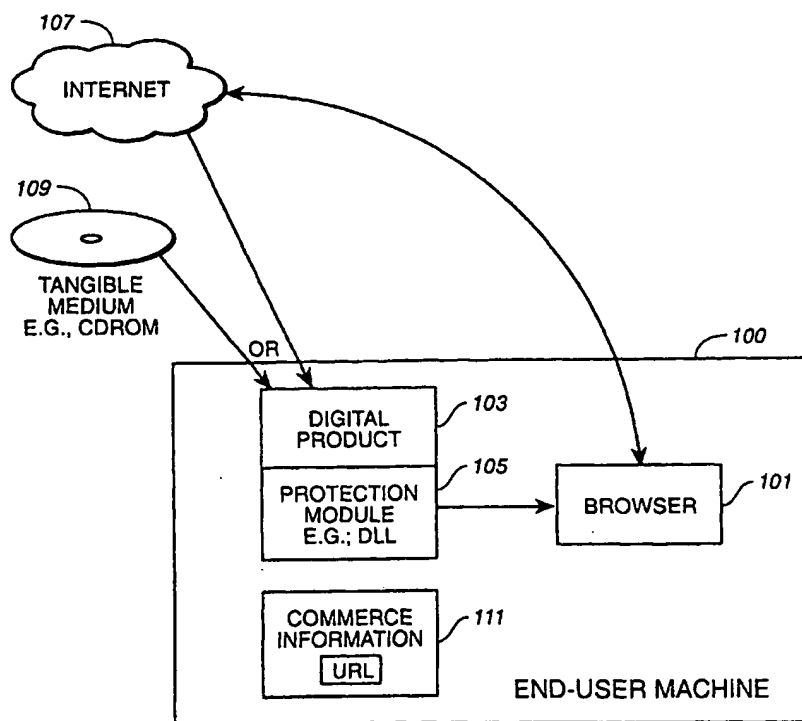 107
INTERNET
109
TANGIBLE
MEDIUM
E.G., CDROM
OR
100
DIGITAL
PRODUCT
103
PROTECTION
MODULE
E.G.; DLL
105
BROWSER
101
COMMERCE
INFORMATION
URL
111
END-USER MACHINE